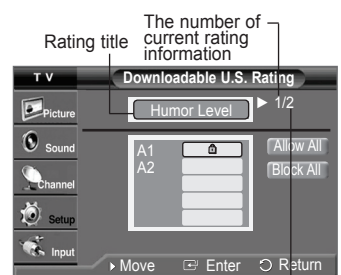 The number of
current rating
information
Rating title
T V
Downloadable U.S. Rating
Picture
Humor Level ▶ 1/2
Sound
A1
Allow All
A2
Block All
Channel
Setup
Input
Move Enter Return